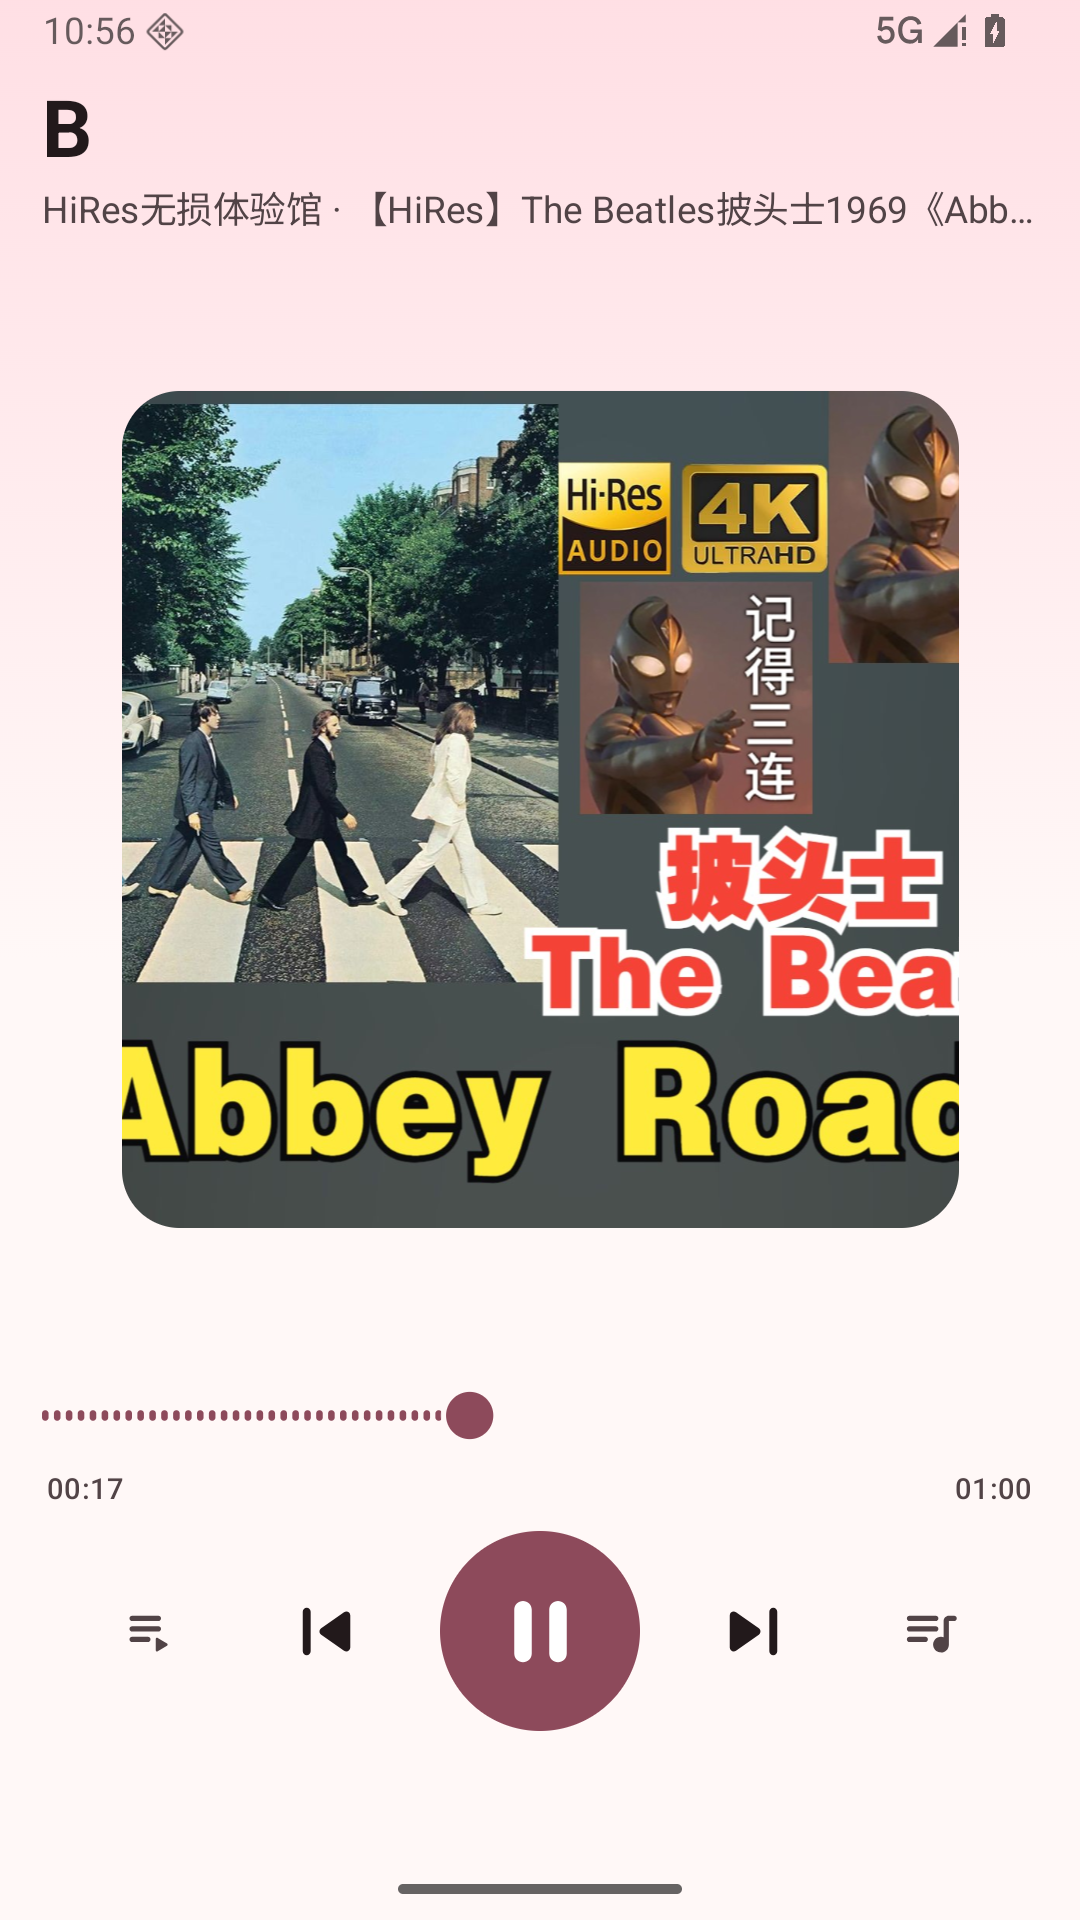 10:56
5G
B
HiRes无损体验馆 · 【HiRes】The Beatles披头士1969《Abb...
Hi-Res
AUDIO
4K
ULTRAHD
记得三连
披头士
The Bea
Abbey Road
00:17
01:00